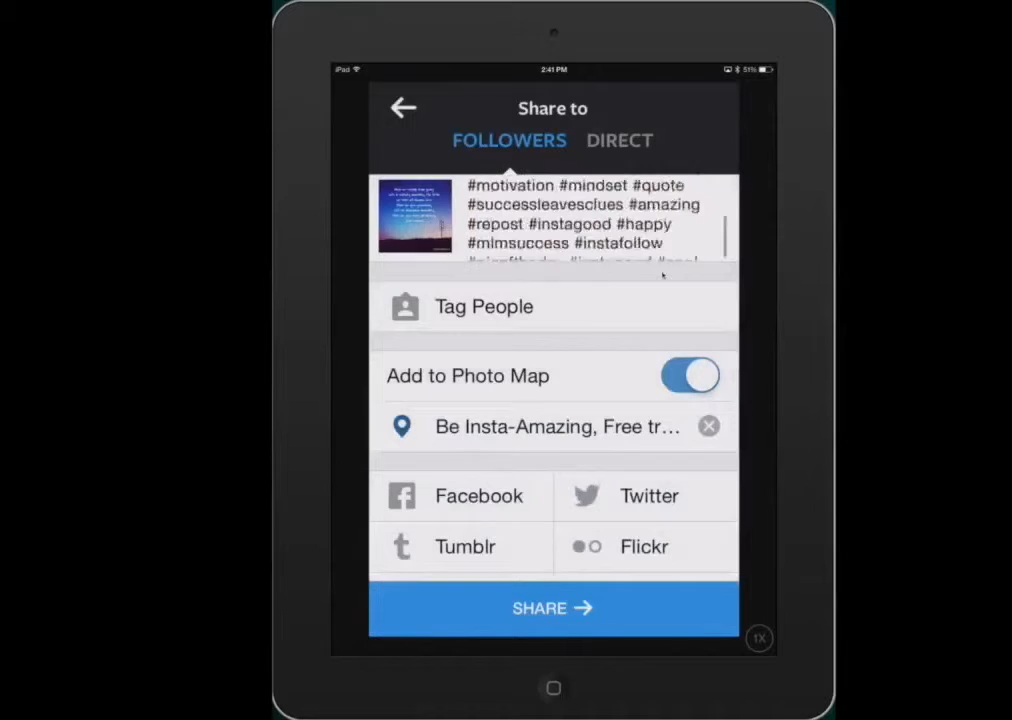 iPad
2:41 PM
51%
Share to
FOLLOWERS DIRECT
#motivation #mindset #quote
#successleavesclues #amazing
#repost #instagood #happy
#mlmsuccess #instafollow
Tag People
Add to Photo Map
Be Insta-Amazing, Free tr...
Facebook
Twitter
Tumblr
Flickr
SHARE
1X